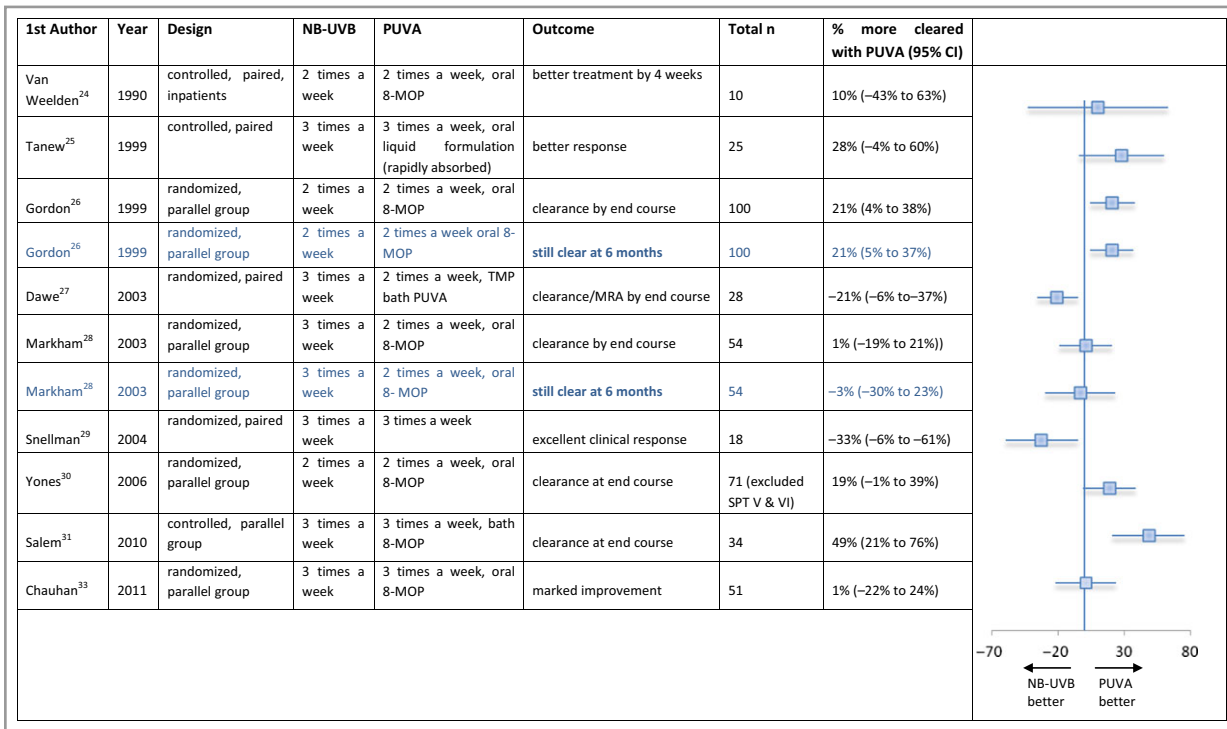 1st Author Year Design NB-UVB PUVA Outcome Total n % more cleared
with PUVA (95% CI)
Van
Weelden24 1990 controlled, paired,
inpatients 2 times a
week 2 times a week, oral
8-MOP better treatment by 4 weeks 10 10% (–43% to 63%)
Tanew25 1999 controlled, paired 3 times a
week 3 times a week, oral
liquid formulation
(rapidly absorbed) better response 25 28% (–4% to 60%)
Gordon26 1999 randomized,
parallel group 2 times a
week 2 times a week, oral
8-MOP clearance by end course 100 21% (4% to 38%)
Gordon26 1999 randomized,
parallel group 2 times a
week 2 times a week oral 8-
MOP still clear at 6 months 100 21% (5% to 37%)
Dawe27 2003 randomized, paired 3 times a
week 2 times a week, TMP
bath PUVA clearance/MRA by end course 28 –21% (–6% to–37%)
Markham28 2003 randomized,
parallel group 3 times a
week 2 times a week, oral
8-MOP clearance by end course 54 1% (–19% to 21%))
Markham28 2003 randomized,
parallel group 3 times a
week 2 times a week, oral
8- MOP still clear at 6 months 54 –3% (–30% to 23%)
Snellman29 2004 randomized, paired 3 times a
week 3 times a week excellent clinical response 18 –33% (–6% to –61%)
Yones30 2006 randomized,
parallel group 2 times a
week 2 times a week, oral
8-MOP clearance at end course 71 (excluded
SPT V & VI) 19% (–1% to 39%)
Salem31 2010 controlled, parallel
group 3 times a
week 3 times a week, bath
8-MOP clearance at end course 34 49% (21% to 76%)
Chauhan33 2011 randomized,
parallel group 3 times a
week 3 times a week, oral
8-MOP marked improvement 51 1% (–22% to 24%)
–70 –20 30 80
NB-UVB PUVA
better better